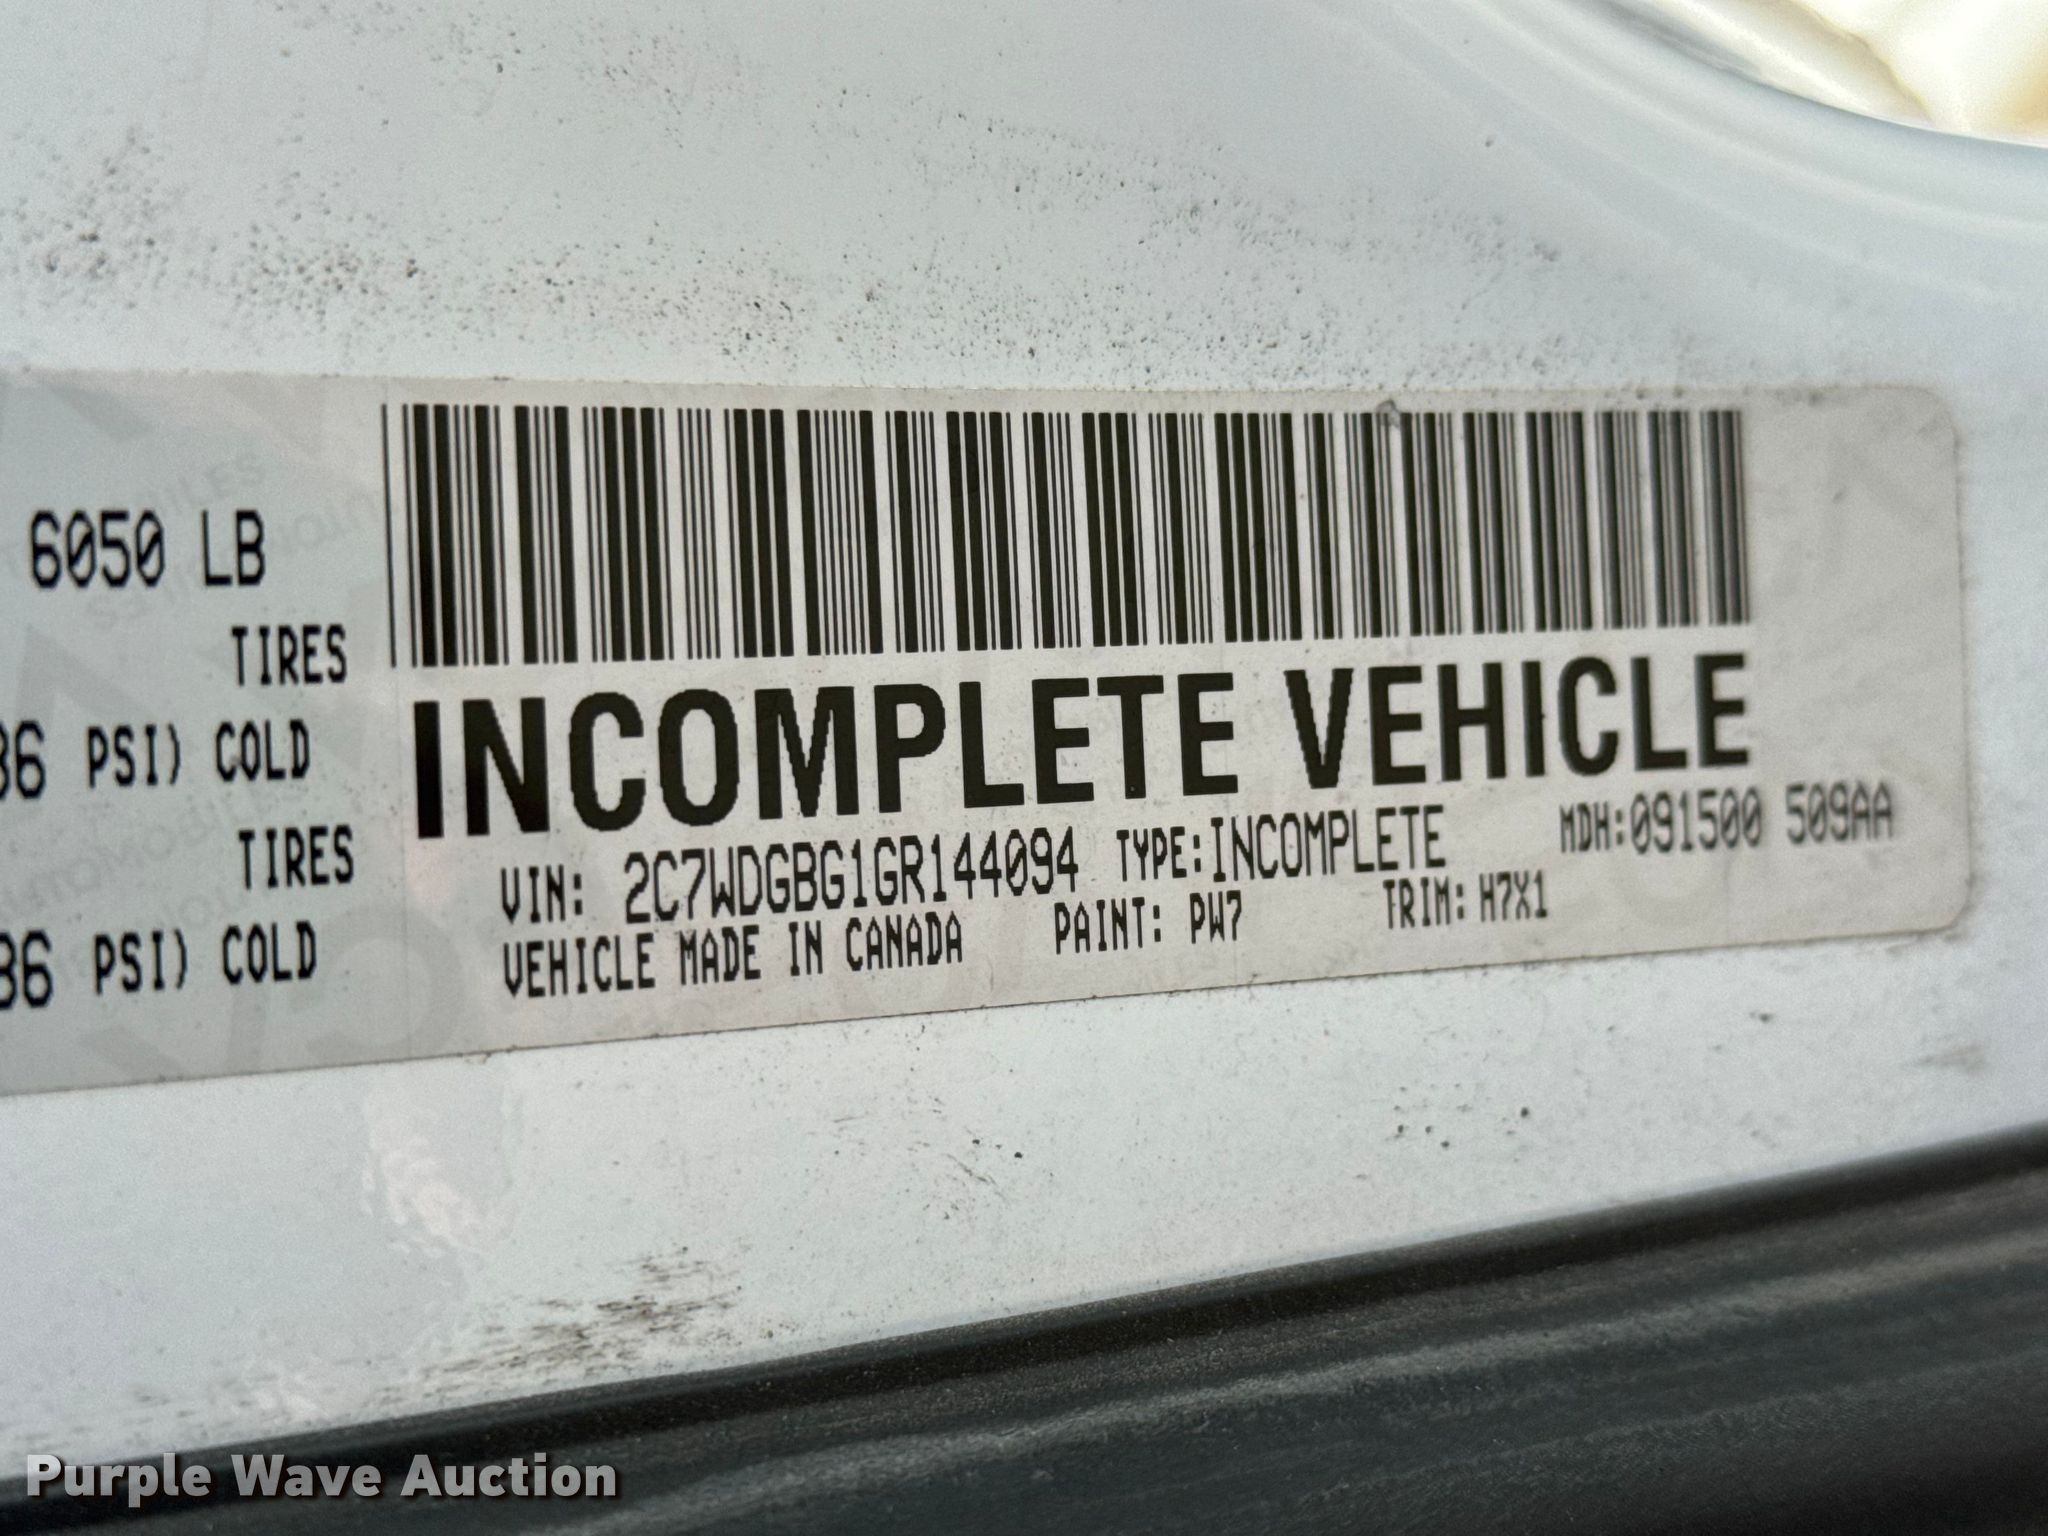 6050 LB
TIRES
36 PSI) COLD
TIRES
36 PSI) COLD
INCOMPLETE VEHICLE
VIN: 2C7WDGBG1GR144094 TYPE:INCOMPLETE MDH:091500 509AA
VEHICLE MADE IN CANADA PAINT: PW7 TRIM: H7X1
Purple Wave Auction